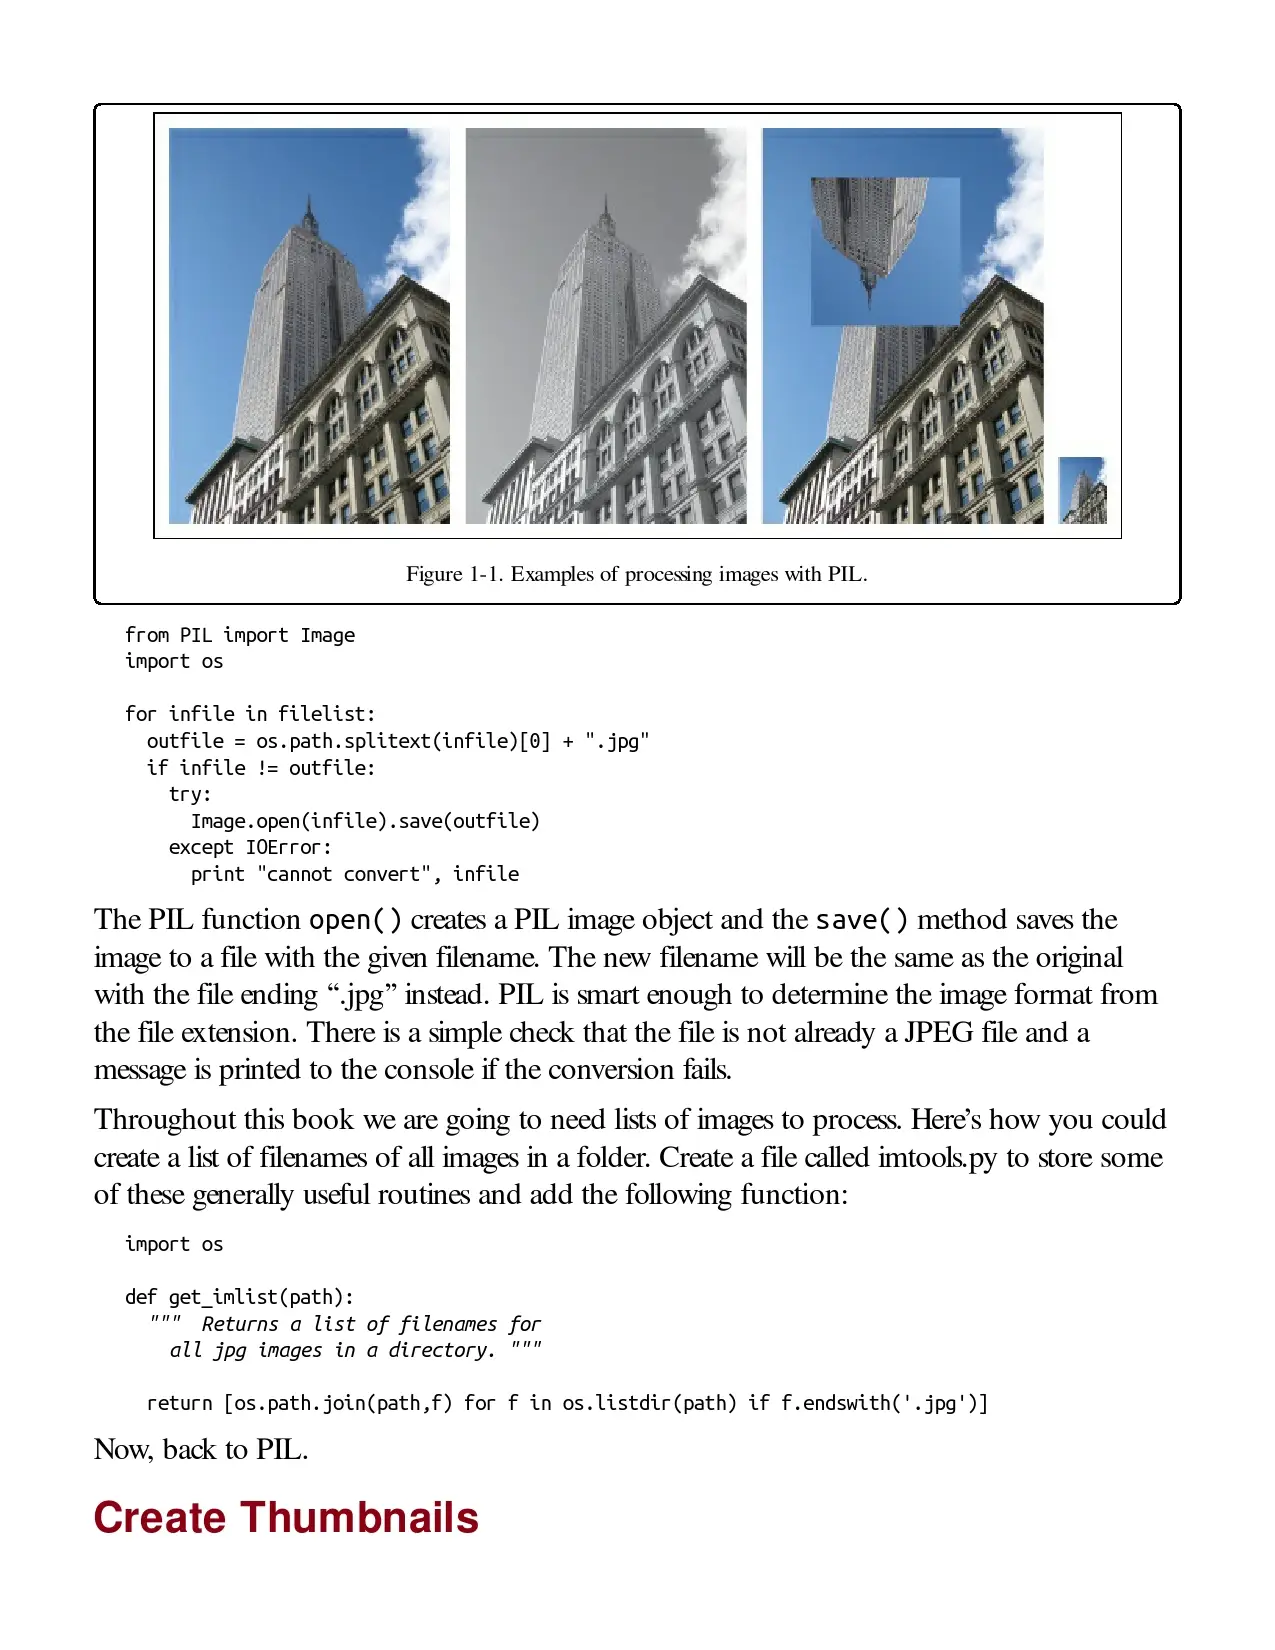 Figure 1-1. Examples of processing images with PIL.
from PIL import Image
import os
for infile in filelist:
  outfile = os.path.splitext(infile)[0] + ".jpg"
  if infile != outfile:
    try:
      Image.open(infile).save(outfile)
    except IOError:
      print "cannot convert", infile
The PIL function open() creates a PIL image object and the save() method saves the
image to a file with the given filename. The new filename will be the same as the original
with the file ending “.jpg” instead. PIL is smart enough to determine the image format from
the file extension. There is a simple check that the file is not already a JPEG file and a
message is printed to the console if the conversion fails.
Throughout this book we are going to need lists of images to process. Here’s how you could
create a list of filenames of all images in a folder. Create a file called imtools.py to store some
of these generally useful routines and add the following function:
import os
def get_imlist(path):
  """  Returns a list of filenames for
    all jpg images in a directory. """
  return [os.path.join(path,f) for f in os.listdir(path) if f.endswith('.jpg')]
Now, back to PIL.
Create Thumbnails